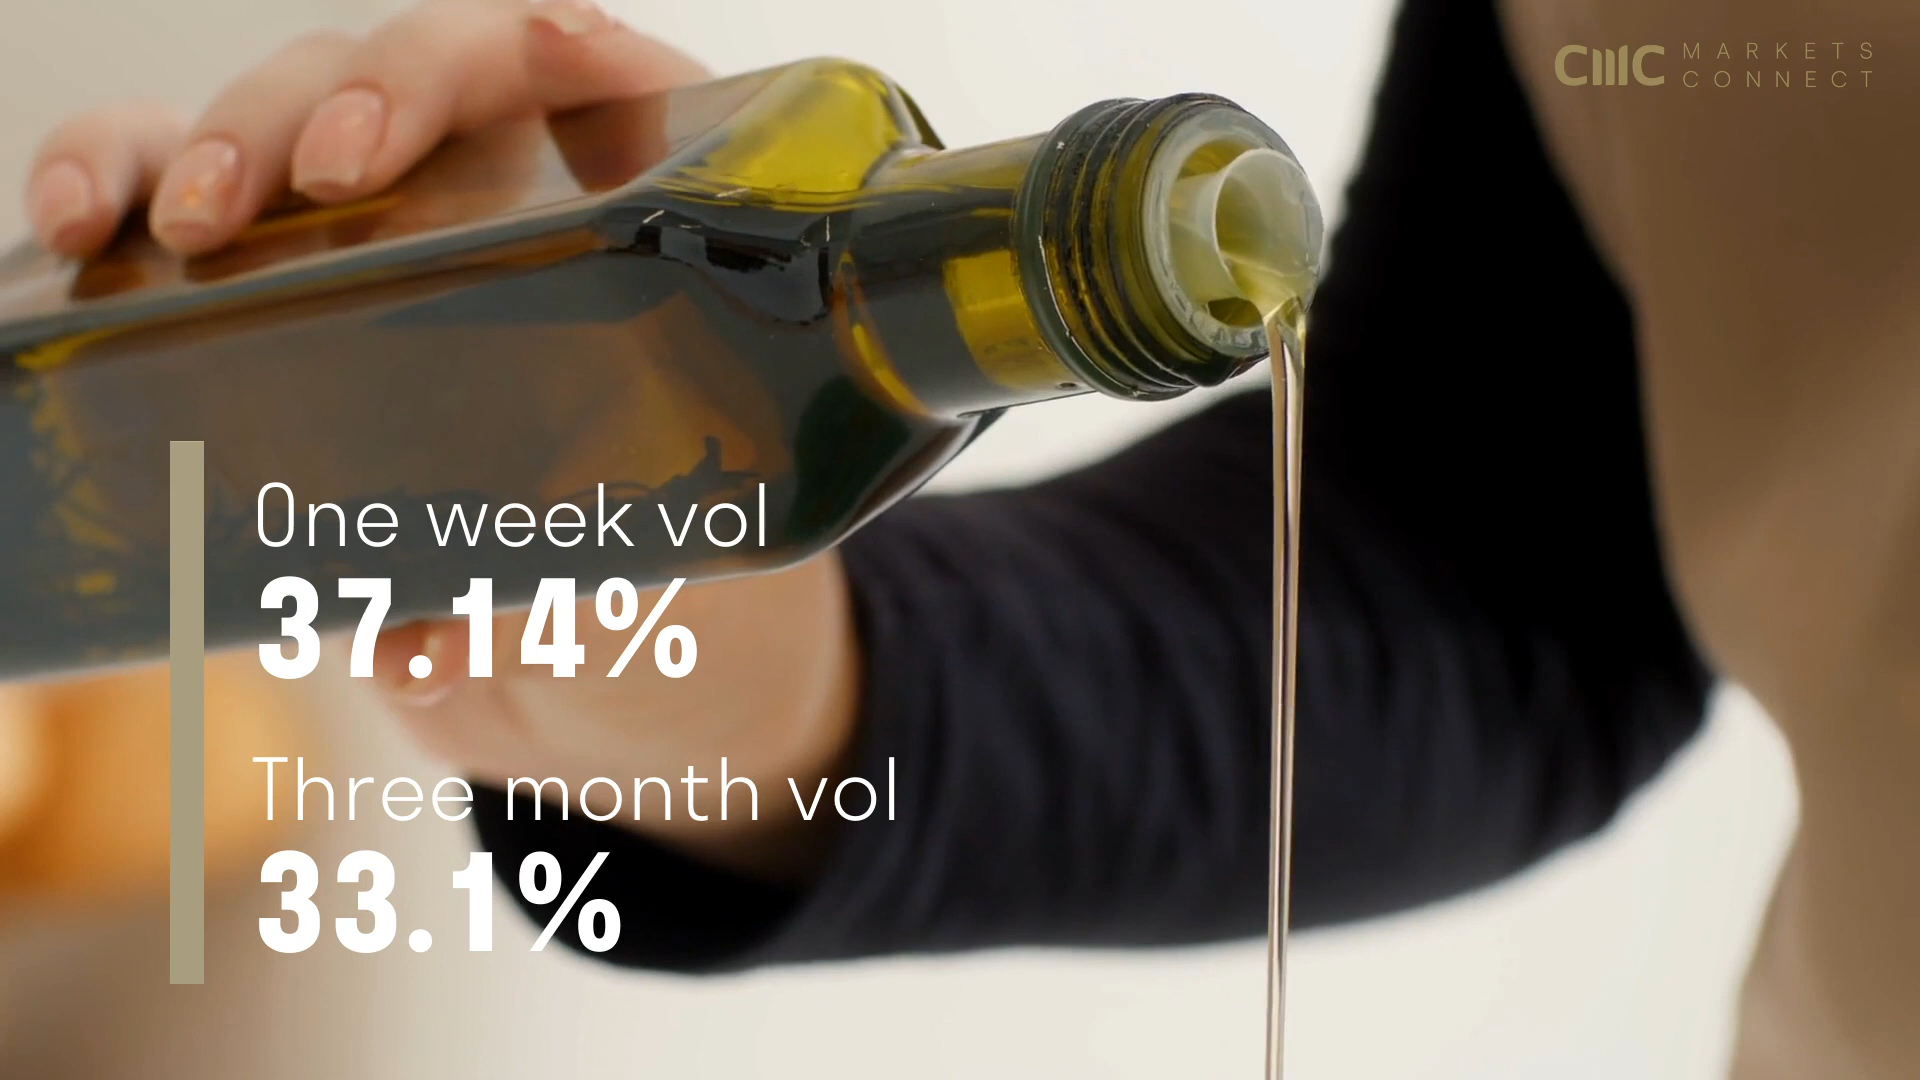 CMC MARKETS
CONNECT
One week vol
37.14%
Three month vol
33.1%